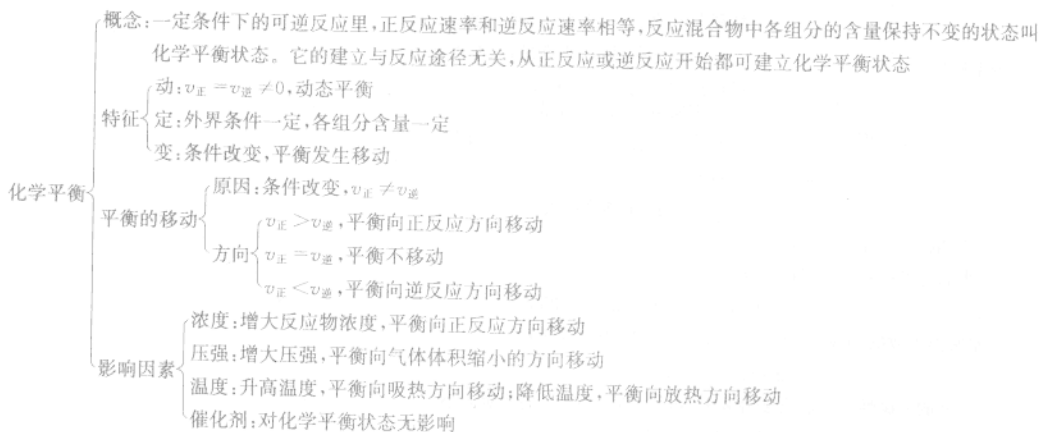 概念:一定条件下的可逆反应里,正反应速率和逆反应速率相等,反应混合物中各组分的含量保持不变的状态叫
化学平衡状态。它的建立与反应途径无关,从正反应或逆反应开始都可建立化学平衡状态
动:v正=v逆≠0,动态平衡
特征
定:外界条件一定,各组分含量一定
变:条件改变,平衡发生移动
化学平衡
原因:条件改变,v正≠v逆
平衡的移动
v正>v逆,平衡向正反应方向移动
方向
v正=v逆,平衡不移动
v正<v逆,平衡向逆反应方向移动
浓度:增大反应物浓度,平衡向正反应方向移动
压强:增大压强,平衡向气体体积缩小的方向移动
影响因素
温度:升高温度,平衡向吸热方向移动;降低温度,平衡向放热方向移动
催化剂:对化学平衡状态无影响